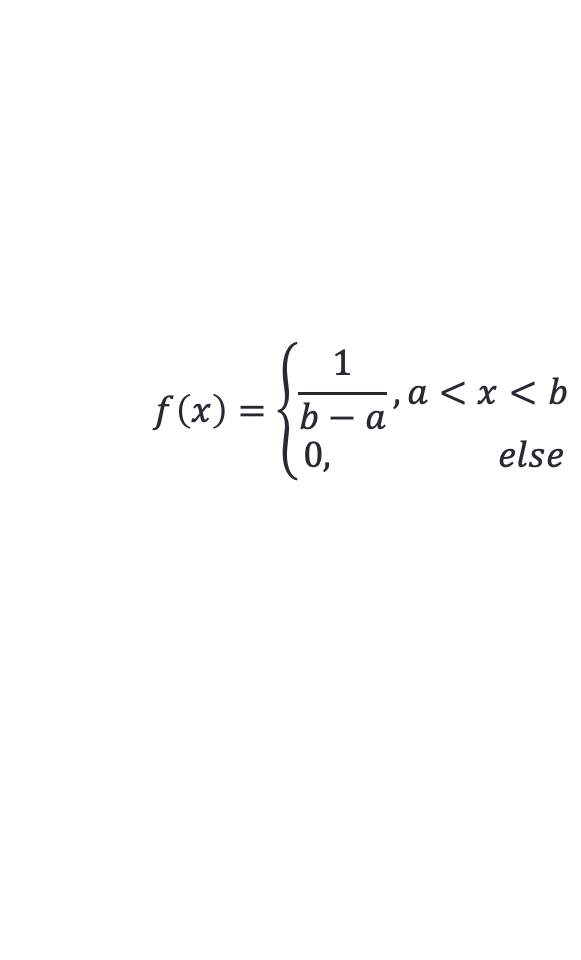 f(x) = { 1/(b − a) , a < x < b
0, else